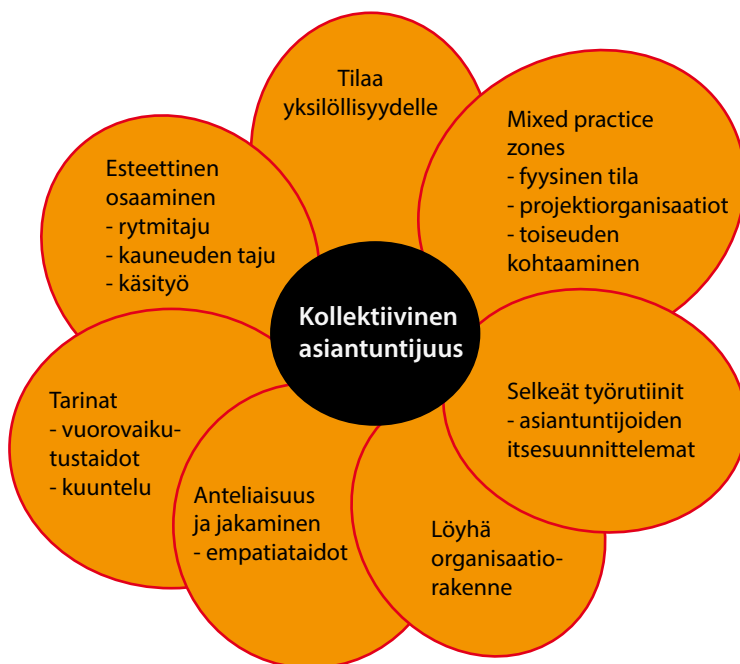 Tilaa
yksilöllisyydelle
Mixed practice
zones
- fyysinen tila
- projektiorganisaatiot
- toiseuden
kohtaaminen
Esteettinen
osaaminen
- rytmitaju
- kauneuden taju
- käsityö
Kollektiivinen
asiantuntijuus
Selkeät työrutiinit
- asiantuntijoiden
itsesuunnittelemat
Tarinat
- vuorovaiku-
tustaidot
- kuuntelu
Anteliaisuus
ja jakaminen
- empatiataidot
Löyhä
organisaatio-
rakenne